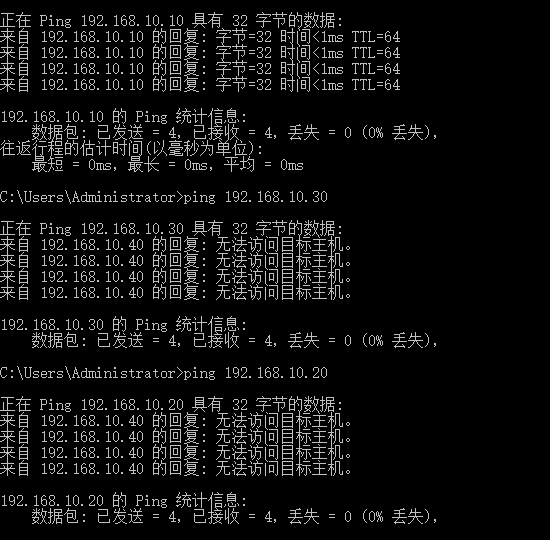 正在 Ping 192.168.10.10 具有 32 字节的数据:
来自 192.168.10.10 的回复: 字节=32 时间<1ms TTL=64
来自 192.168.10.10 的回复: 字节=32 时间<1ms TTL=64
来自 192.168.10.10 的回复: 字节=32 时间<1ms TTL=64
来自 192.168.10.10 的回复: 字节=32 时间<1ms TTL=64
192.168.10.10 的 Ping 统计信息:
数据包: 已发送 = 4, 已接收 = 4, 丢失 = 0 (0% 丢失),
往返行程的估计时间(以毫秒为单位):
最短 = 0ms, 最长 = 0ms, 平均 = 0ms
C:\Users\Administrator>ping 192.168.10.30
正在 Ping 192.168.10.30 具有 32 字节的数据:
来自 192.168.10.40 的回复: 无法访问目标主机。
来自 192.168.10.40 的回复: 无法访问目标主机。
来自 192.168.10.40 的回复: 无法访问目标主机。
来自 192.168.10.40 的回复: 无法访问目标主机。
192.168.10.30 的 Ping 统计信息:
数据包: 已发送 = 4, 已接收 = 4, 丢失 = 0 (0% 丢失),
C:\Users\Administrator>ping 192.168.10.20
正在 Ping 192.168.10.20 具有 32 字节的数据:
来自 192.168.10.40 的回复: 无法访问目标主机。
来自 192.168.10.40 的回复: 无法访问目标主机。
来自 192.168.10.40 的回复: 无法访问目标主机。
来自 192.168.10.40 的回复: 无法访问目标主机。
192.168.10.20 的 Ping 统计信息:
数据包: 已发送 = 4, 已接收 = 4, 丢失 = 0 (0% 丢失),